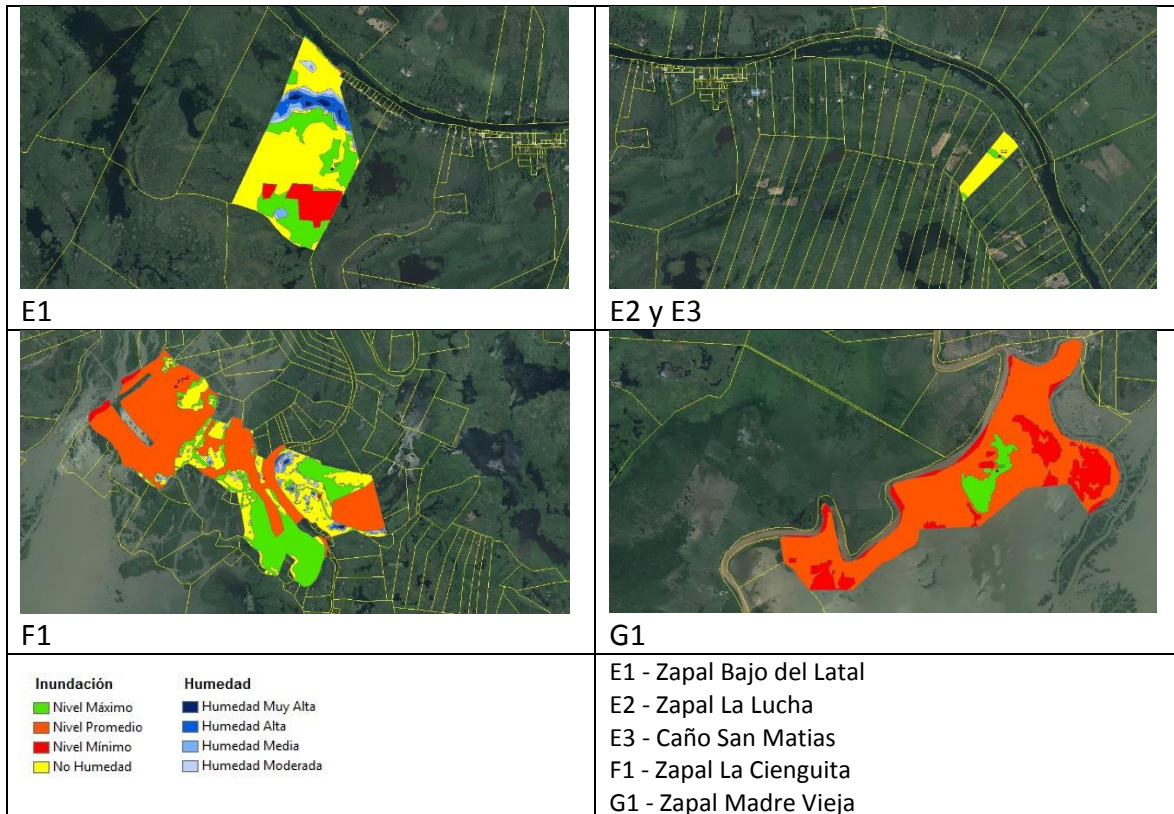 E1
E2 y E3
F1
G1
Inundación
Nivel Máximo
Nivel Promedio
Nivel Mínimo
No Humedad
Humedad
Humedad Muy Alta
Humedad Alta
Humedad Media
Humedad Moderada
E1 - Zapal Bajo del Latal
E2 - Zapal La Lucha
E3 - Caño San Matias
F1 - Zapal La Cienguita
G1 - Zapal Madre Vieja